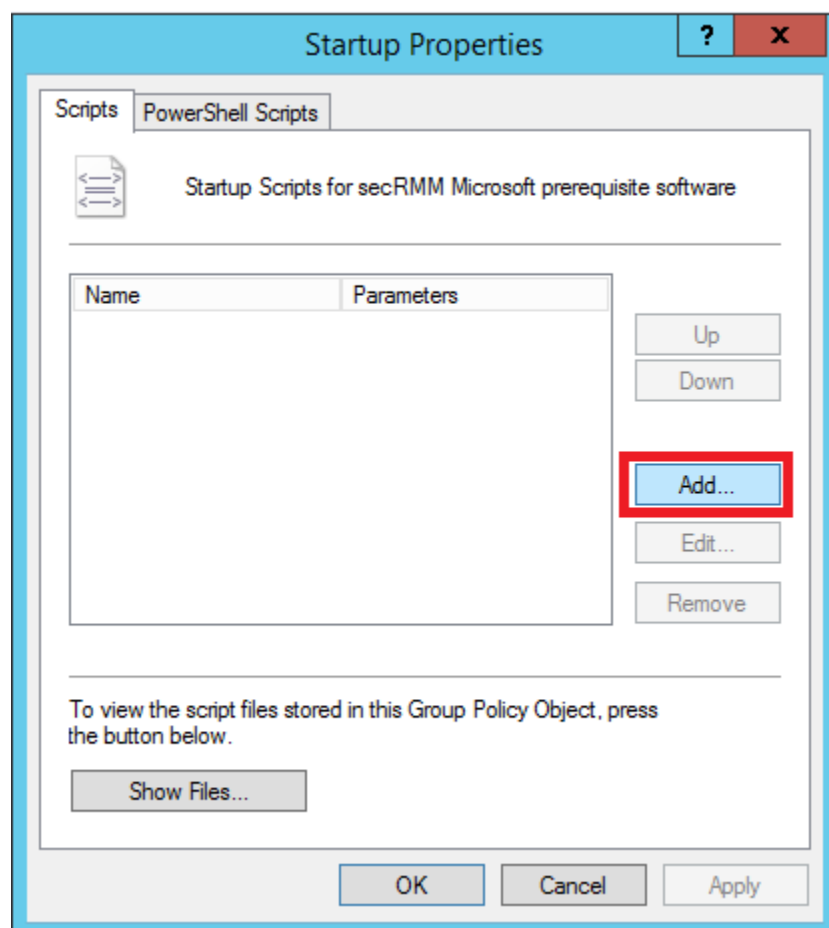 Startup Properties
?
x
Scripts
PowerShell Scripts
Startup Scripts for secRMM Microsoft prerequisite software
Name
Parameters
Up
Down
Add...
Edit...
Remove
To view the script files stored in this Group Policy Object, press
the button below.
Show Files...
OK
Cancel
Apply